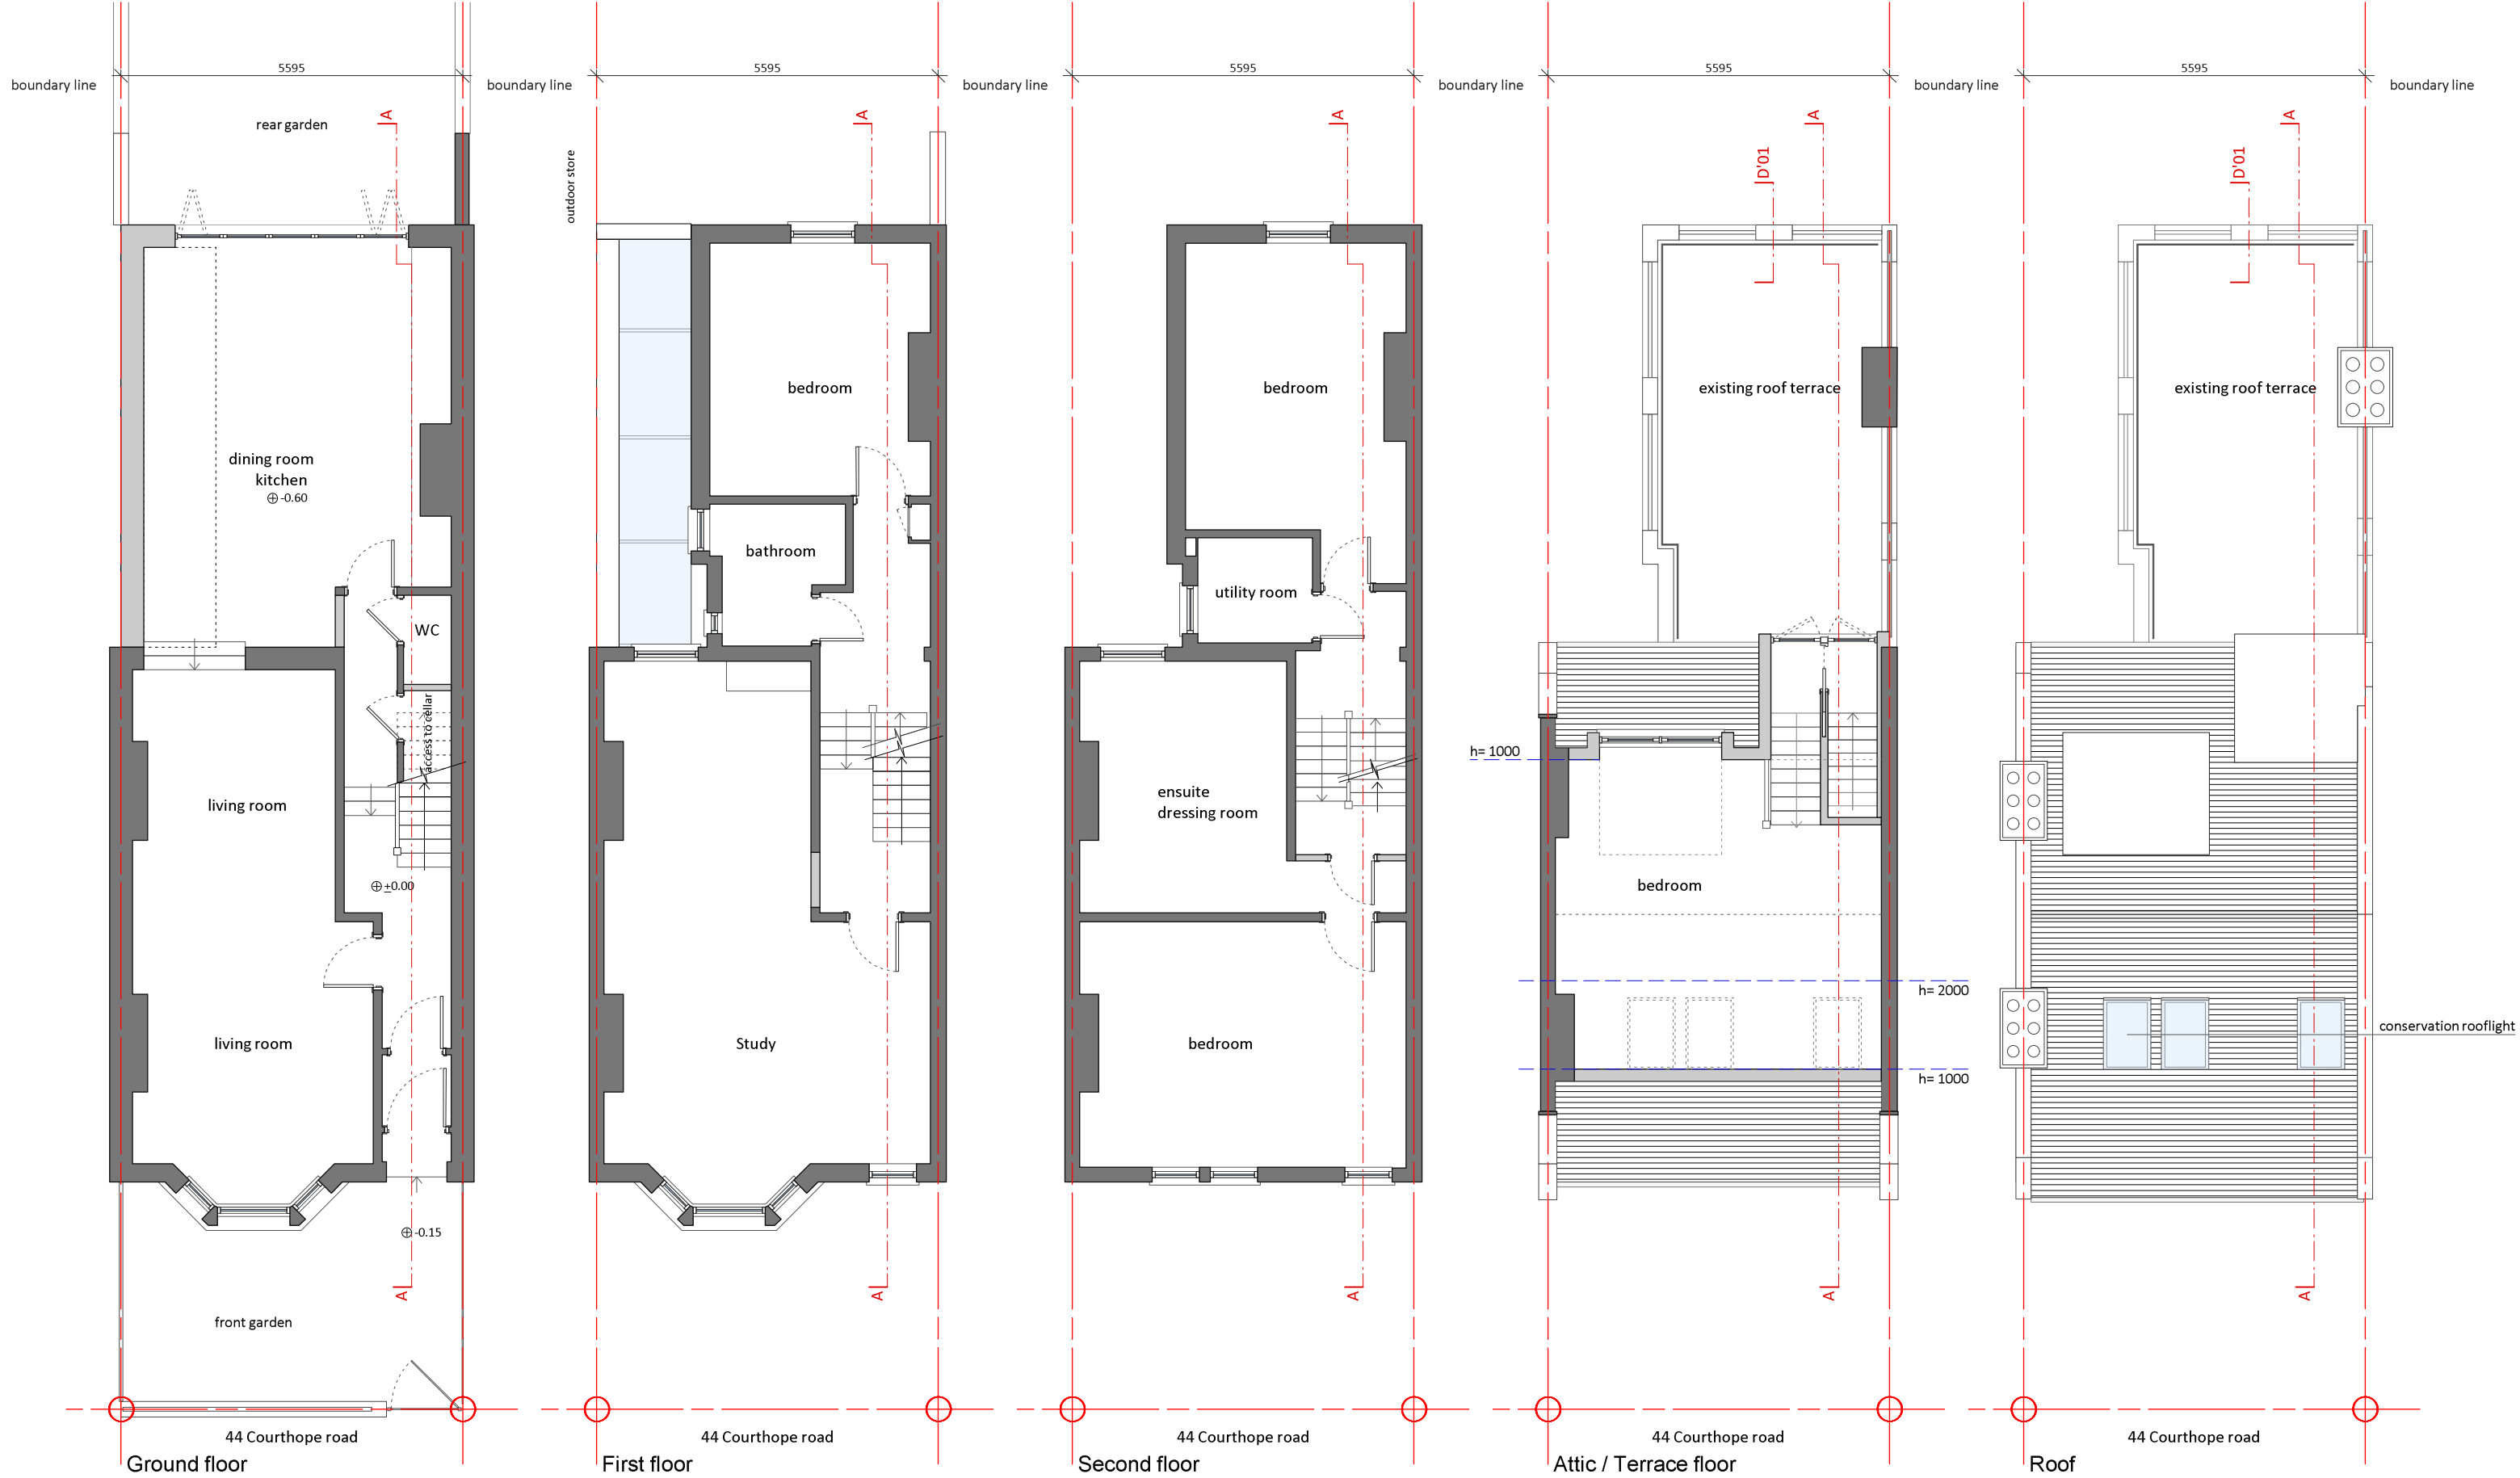 5595
boundary line
boundary line
rear garden
A
dining room
kitchen
-0.60
WC
access to cellar
living room
±0.00
living room
-0.15
A
front garden
44 Courthope road
Ground floor
5595
boundary line
outdoor store
A
bedroom
bathroom
Study
A
44 Courthope road
First floor
5595
boundary line
A
bedroom
utility room
ensuite
dressing room
bedroom
A
44 Courthope road
Second floor
5595
boundary line
A
D'01
existing roof terrace
h= 1000
bedroom
h= 2000
h= 1000
A
44 Courthope road
Attic / Terrace floor
5595
boundary line
A
D'01
existing roof terrace
conservation rooflight
A
44 Courthope road
Roof